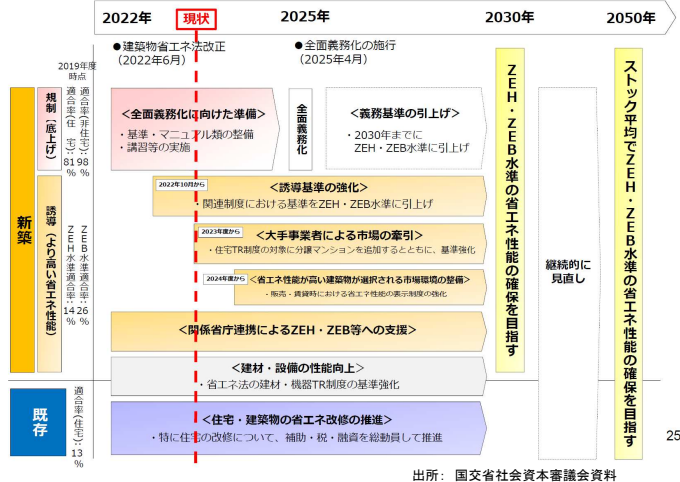 2022年
現状
2025年
2030年
2050年
●建築物省エネ法改正
（2022年6月）
●全面義務化の施行
（2025年4月）
2019年度
時点
新築
規制（底上げ）
適合率(住　宅)：81%
適合率(非住宅)：98%
＜全面義務化に向けた準備＞
・基準・マニュアル類の整備
・講習等の実施
全面義務化
＜義務基準の引上げ＞
・2030年までに
ZEH・ZEB水準に引上げ
誘導（より高い省エネ性能）
ZEH水準適合率：14%
ZEB水準適合率：26%
2022年10月から
＜誘導基準の強化＞
・関連制度における基準をZEH・ZEB水準に引上げ
2023年度から
＜大手事業者による市場の牽引＞
・住宅TR制度の対象に分譲マンションを追加するとともに、基準強化
2024年度から
＜省エネ性能が高い建築物が選択される市場環境の整備＞
・販売・賃貸時における省エネ性能の表示制度の強化
＜関係省庁連携によるZEH・ZEB等への支援＞
＜建材・設備の性能向上＞
・省エネ法の建材・機器TR制度の基準強化
既存
適合率(住宅)：13%
＜住宅・建築物の省エネ改修の推進＞
・特に住宅の改修について、補助・税・融資を総動員して推進
ZEH・ZEB水準の省エネ性能の確保を目指す
継続的に
見直し
ストック平均でZEH・ZEB水準の省エネ性能の確保を目指す
25
出所： 国交省社会資本審議会資料